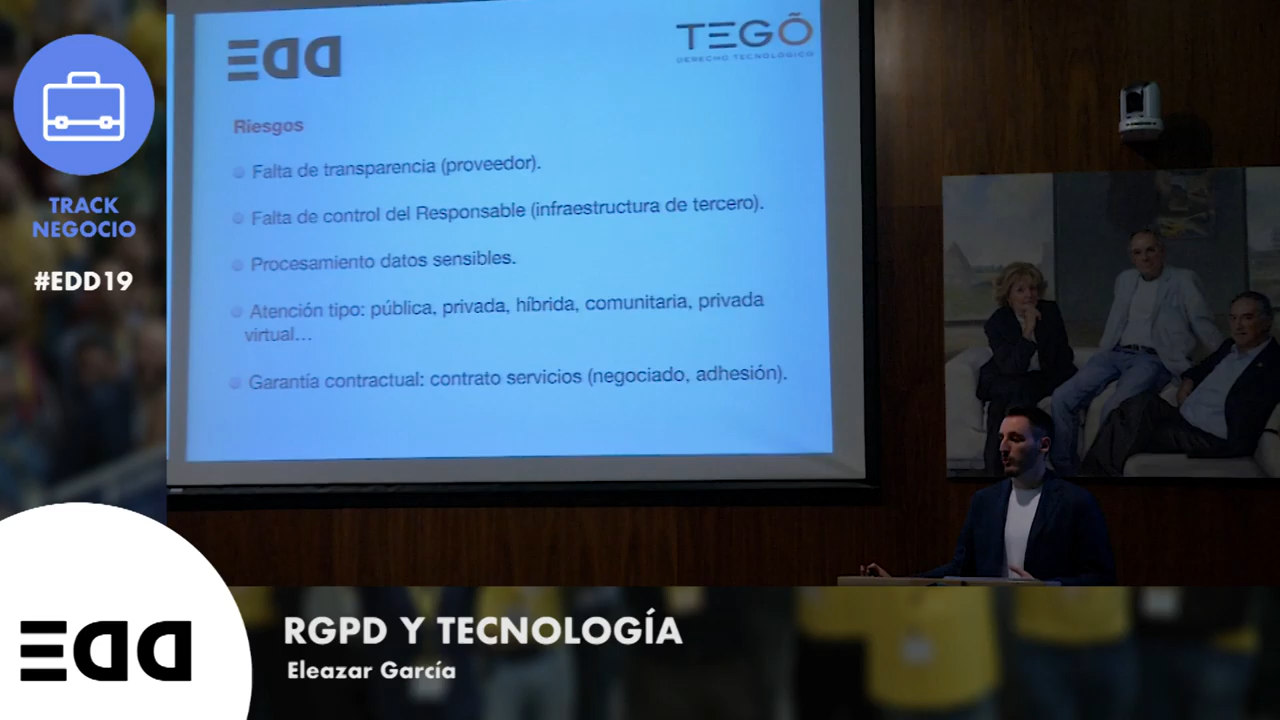 TRACK
NEGOCIO
#EDD19
EDD
TEGÕ
DERECHO TECNOLÓGICO
Riesgos
Falta de transparencia (proveedor).
Falta de control del Responsable (infraestructura de tercero).
Procesamiento datos sensibles.
Atención tipo: pública, privada, híbrida, comunitaria, privada
virtual...
Garantía contractual: contrato servicios (negociado, adhesión).
EDD
RGPD Y TECNOLOGÍA
Eleazar García